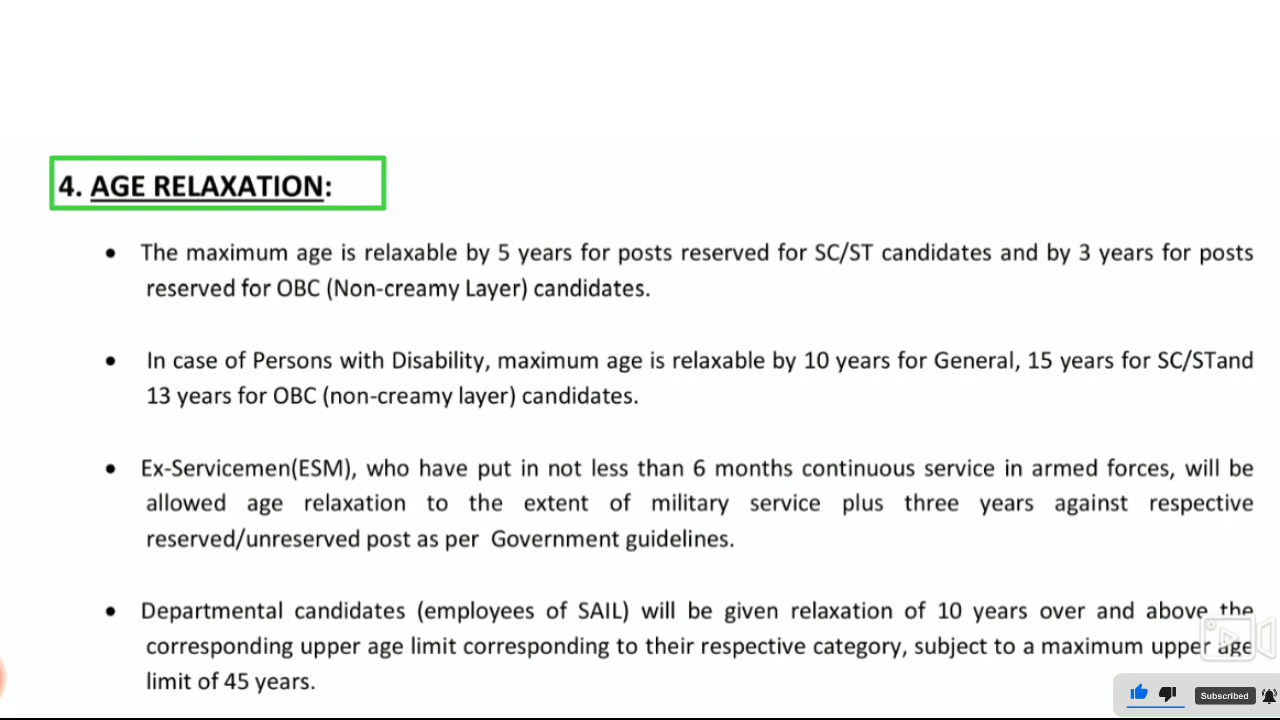 4. AGE RELAXATION:
• The maximum age is relaxable by 5 years for posts reserved for SC/ST candidates and by 3 years for posts
reserved for OBC (Non-creamy Layer) candidates.
• In case of Persons with Disability, maximum age is relaxable by 10 years for General, 15 years for SC/STand
13 years for OBC (non-creamy layer) candidates.
• Ex-Servicemen(ESM), who have put in not less than 6 months continuous service in armed forces, will be
allowed age relaxation to the extent of military service plus three years against respective
reserved/unreserved post as per Government guidelines.
• Departmental candidates (employees of SAIL) will be given relaxation of 10 years over and above the
corresponding upper age limit corresponding to their respective category, subject to a maximum upper age
limit of 45 years.
Subscribed